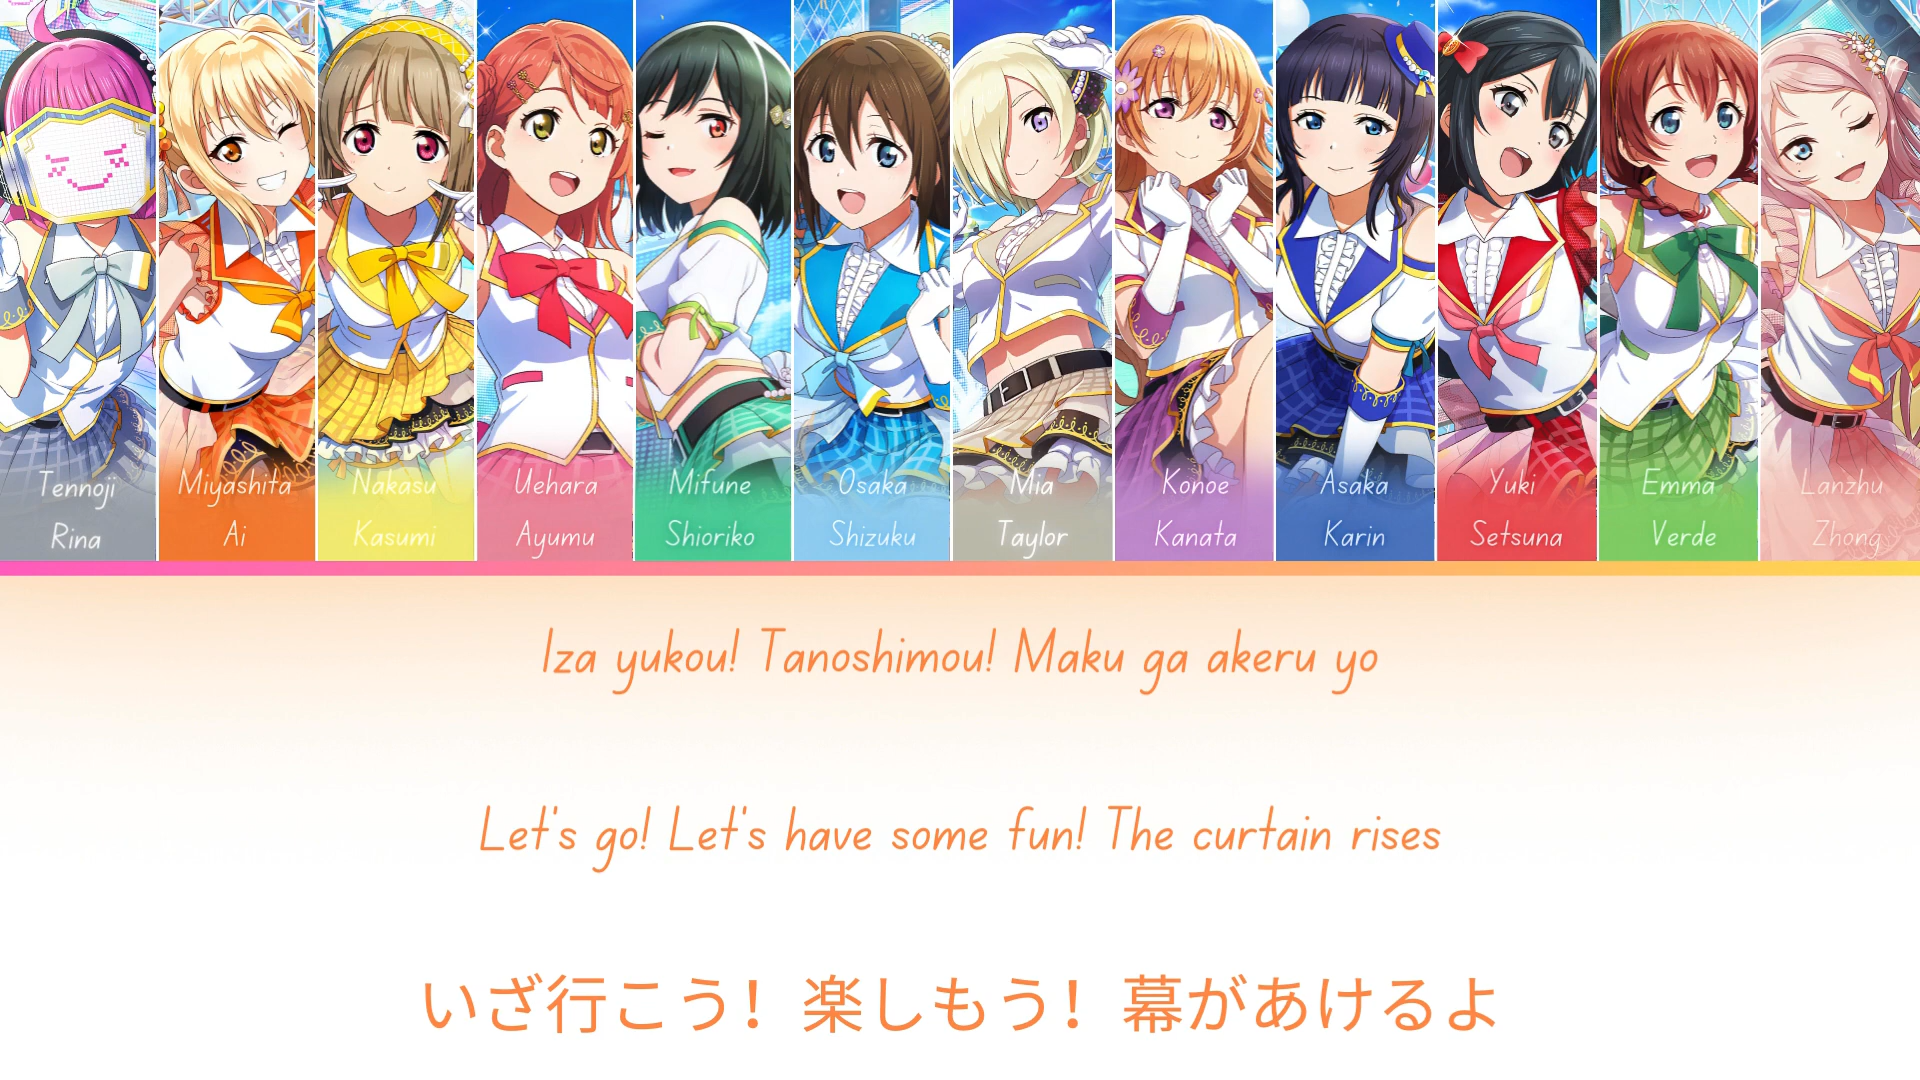 Tennoji
Rina
Miyashita
Ai
Nakasu
Kasumi
Uehara
Ayumu
Mifune
Shioriko
Osaka
Shizuku
Mia
Taylor
Konoe
Kanata
Asaka
Karin
Yuki
Setsuna
Emma
Verde
Lanzhu
Zhong
Iza yukou! Tanoshimou! Maku ga akeru yo
Let's go! Let's have some fun! The curtain rises
いざ行こう！楽しもう！幕があけるよ